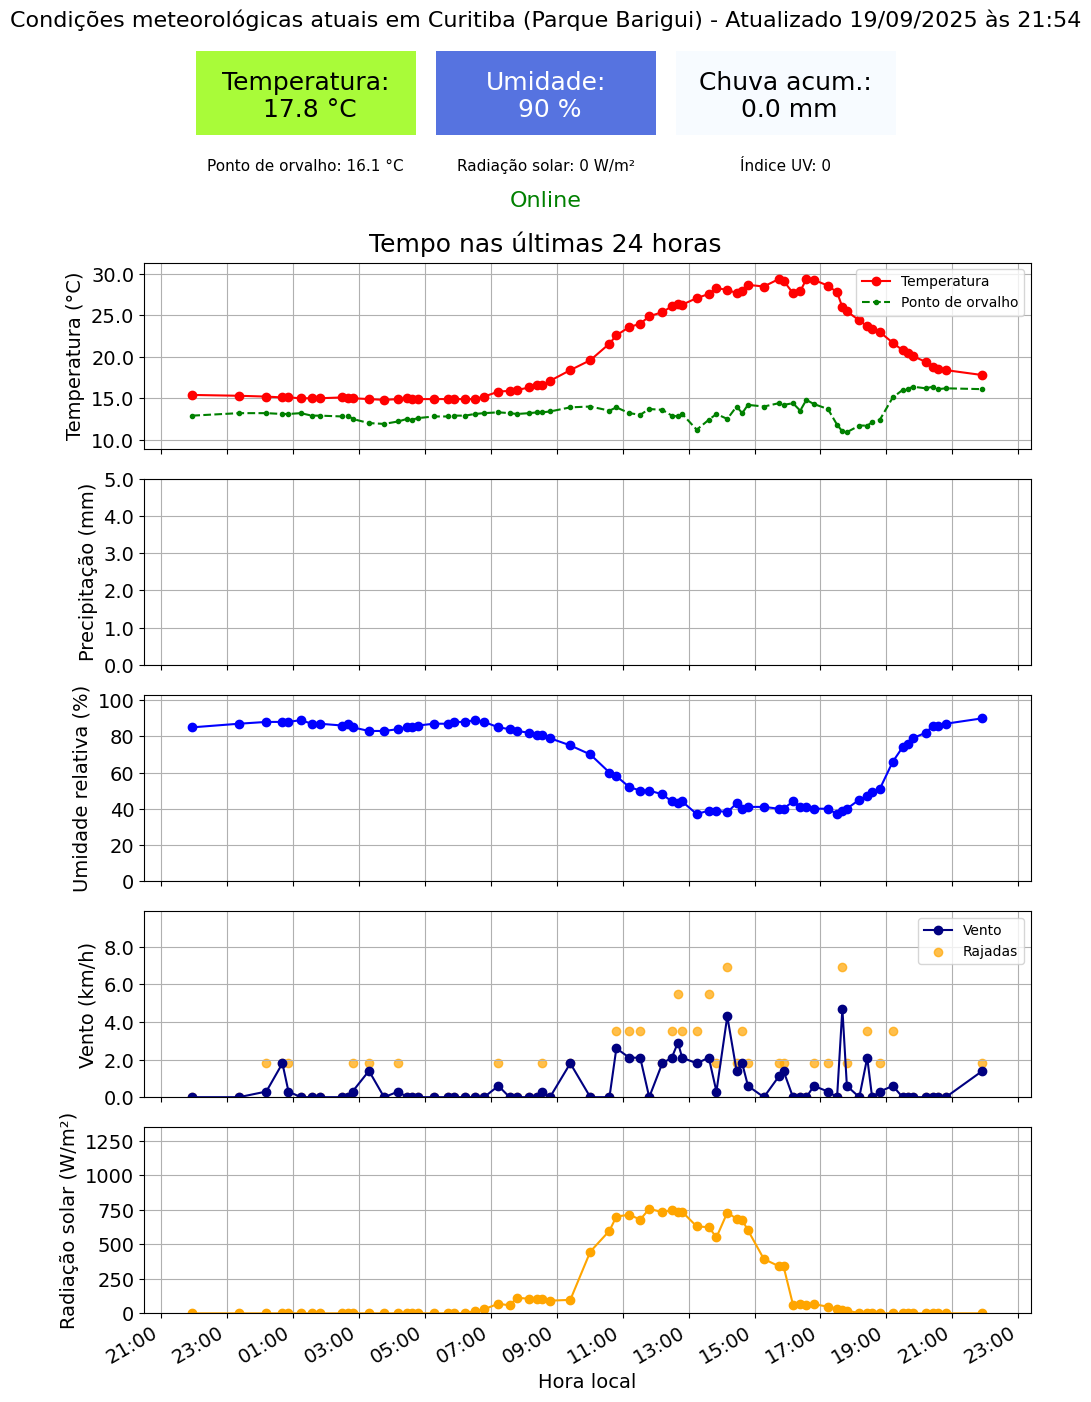 Condições meteorológicas atuais em Curitiba (Parque Barigui) - Atualizado 19/09/2025 às 21:54
Temperatura:
17.8 °C
Umidade:
90 %
Chuva acum.:
0.0 mm
Ponto de orvalho: 16.1 °C
Radiação solar: 0 W/m²
Índice UV: 0
Online
Tempo nas últimas 24 horas
Temperatura (°C)
30.0
25.0
20.0
15.0
10.0
Temperatura
Ponto de orvalho
Precipitação (mm)
5.0
4.0
3.0
2.0
1.0
0.0
Umidade relativa (%)
100
80
60
40
20
0
Vento (km/h)
8.0
6.0
4.0
2.0
0.0
Vento
Rajadas
Radiação solar (W/m²)
1250
1000
750
500
250
0
21:00
23:00
01:00
03:00
05:00
07:00
09:00
11:00
13:00
15:00
17:00
19:00
21:00
23:00
Hora local